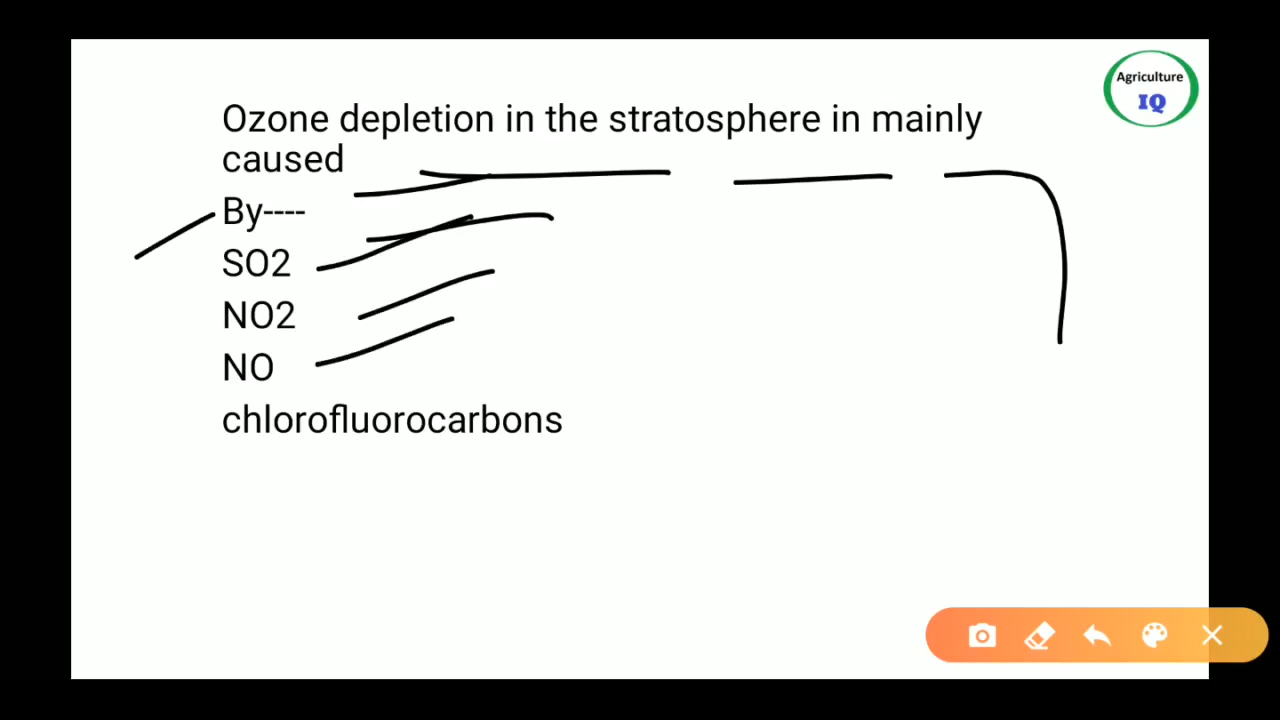 Agriculture
IQ
Ozone depletion in the stratosphere in mainly
caused
By----
SO2
NO2
NO
chlorofluorocarbons